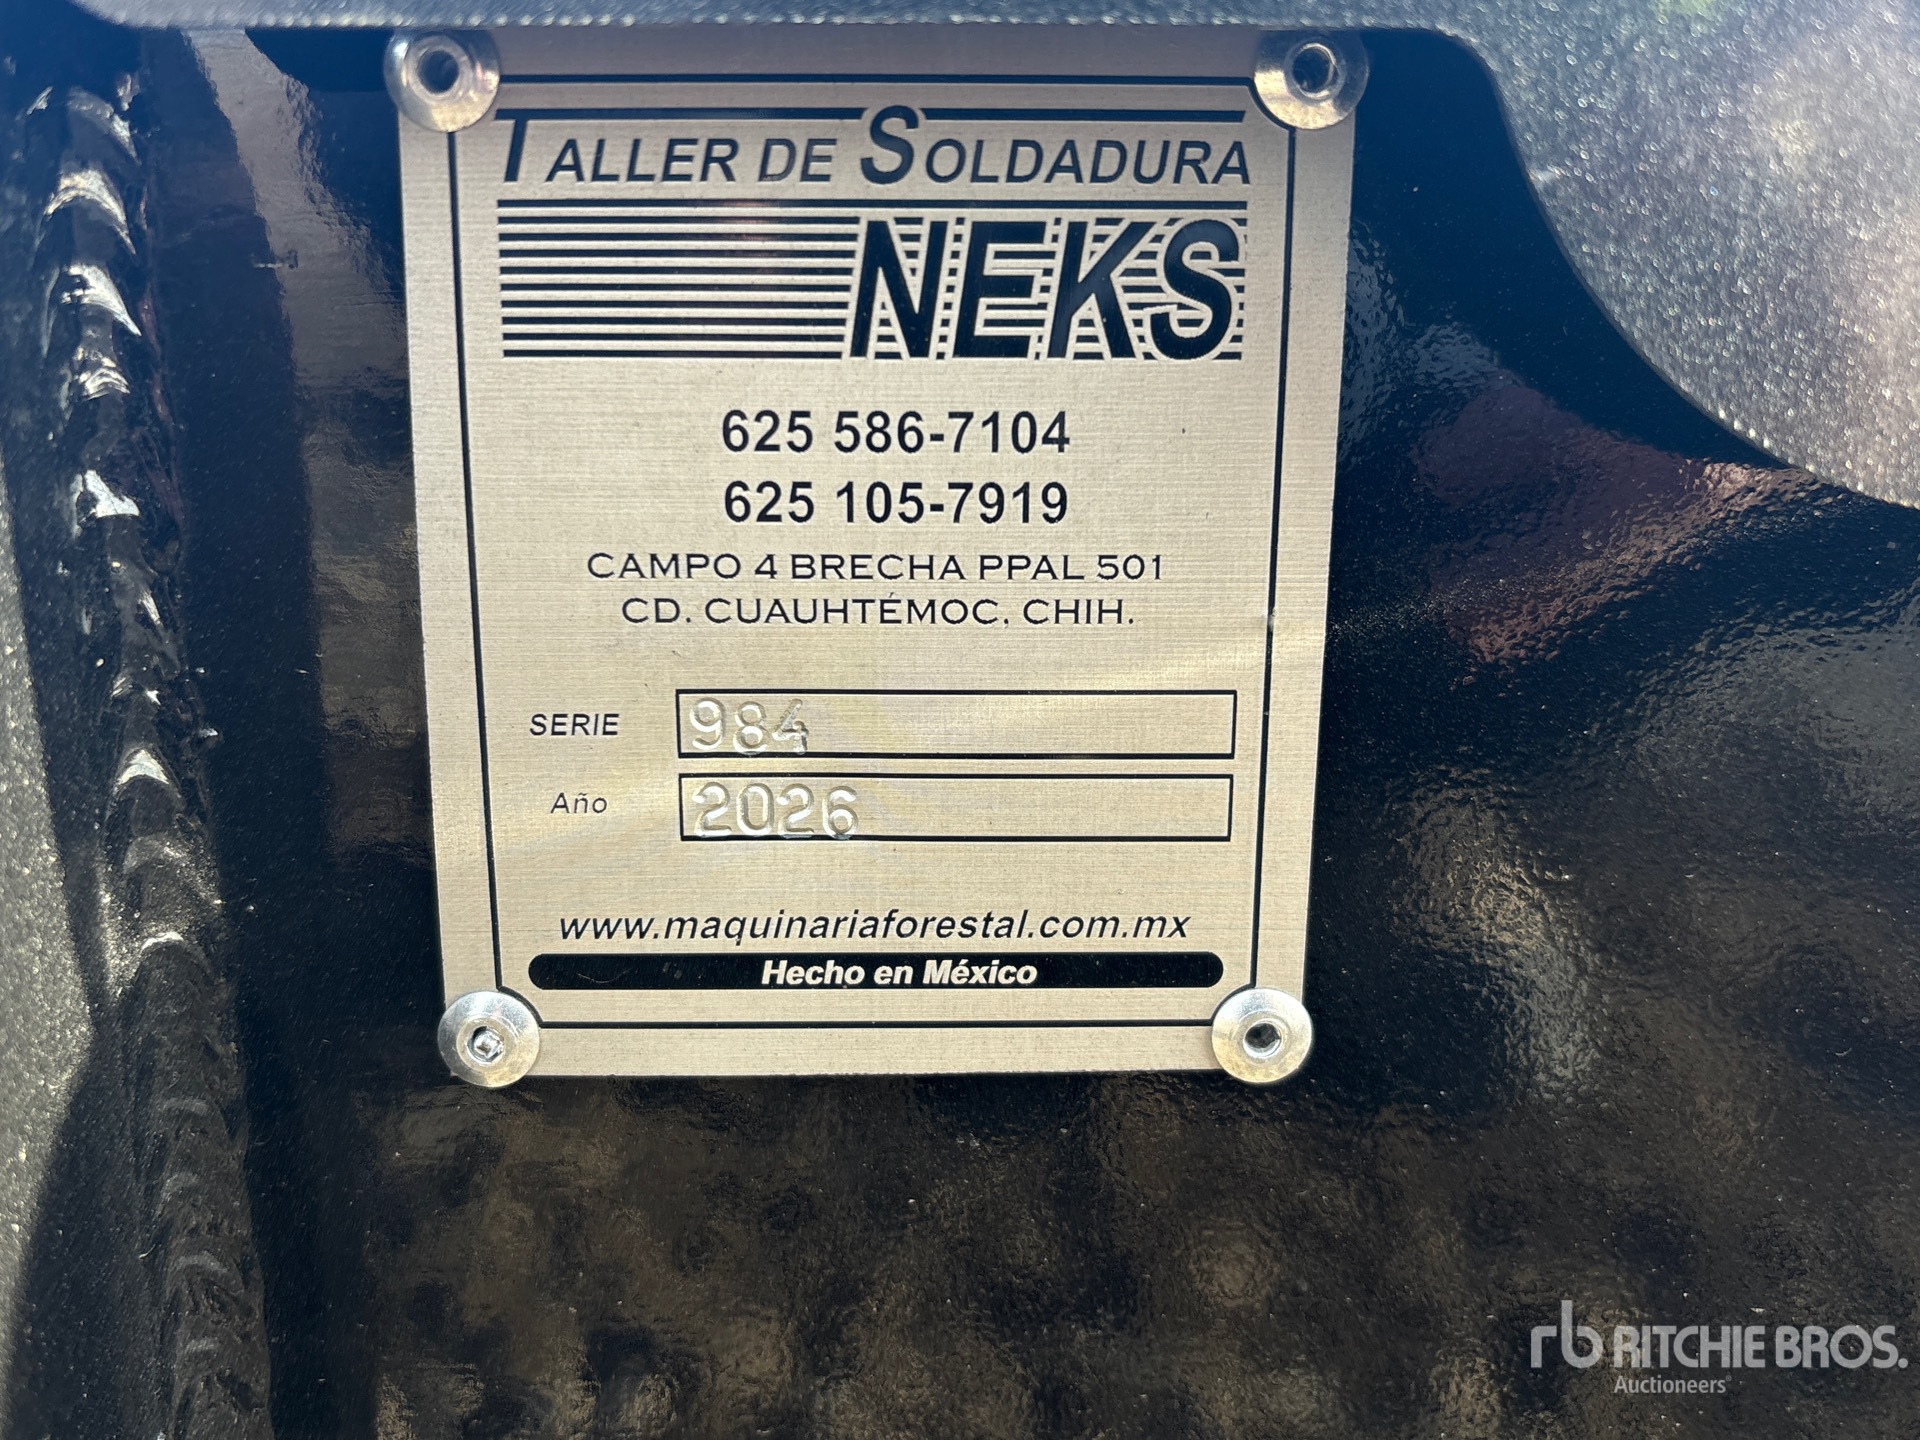 TALLER DE SOLDADURA
NEKS
625 586-7104
625 105-7919
CAMPO 4 BRECHA PPAL 501
CD. CUAUHTÉMOC, CHIH.
SERIE 984
Año 2026
www.maquinariaforestal.com.mx
Hecho en México
rb RITCHIE BROS.
Auctioneers